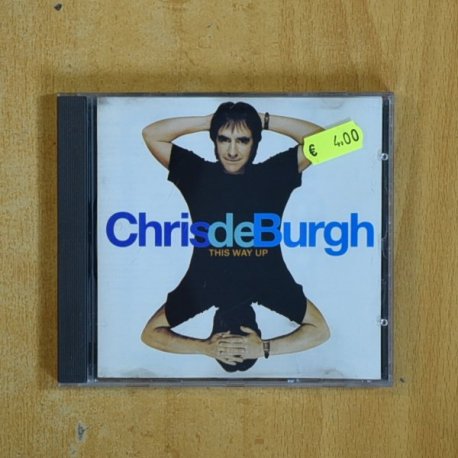 € 4.00
ChrisdeBurgh
THIS WAY UP